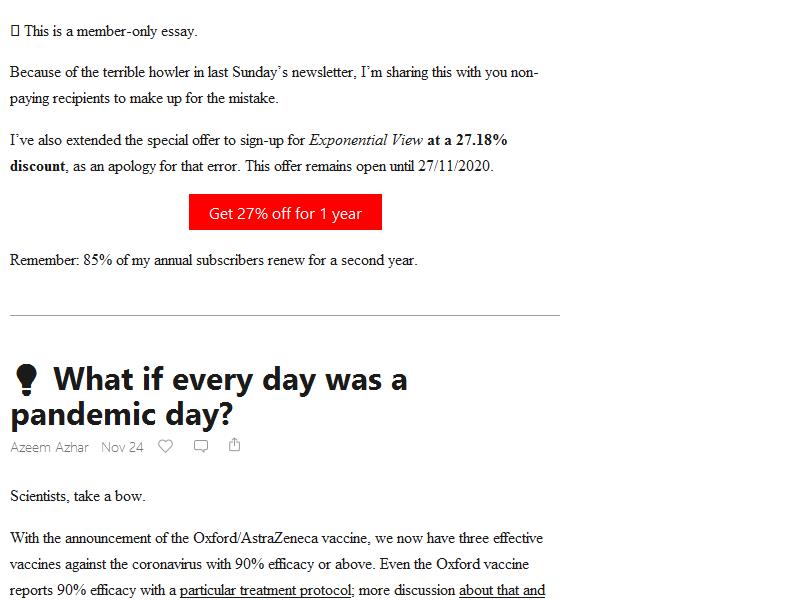 This is a member-only essay.
Because of the terrible howler in last Sunday’s newsletter, I’m sharing this with you non-
paying recipients to make up for the mistake.
I’ve also extended the special offer to sign-up for Exponential View at a 27.18%
discount, as an apology for that error. This offer remains open until 27/11/2020.
Get 27% off for 1 year
Remember: 85% of my annual subscribers renew for a second year.
What if every day was a
pandemic day?
Azeem Azhar Nov 24
Scientists, take a bow.
With the announcement of the Oxford/AstraZeneca vaccine, we now have three effective
vaccines against the coronavirus with 90% efficacy or above. Even the Oxford vaccine
reports 90% efficacy with a particular treatment protocol; more discussion about that and